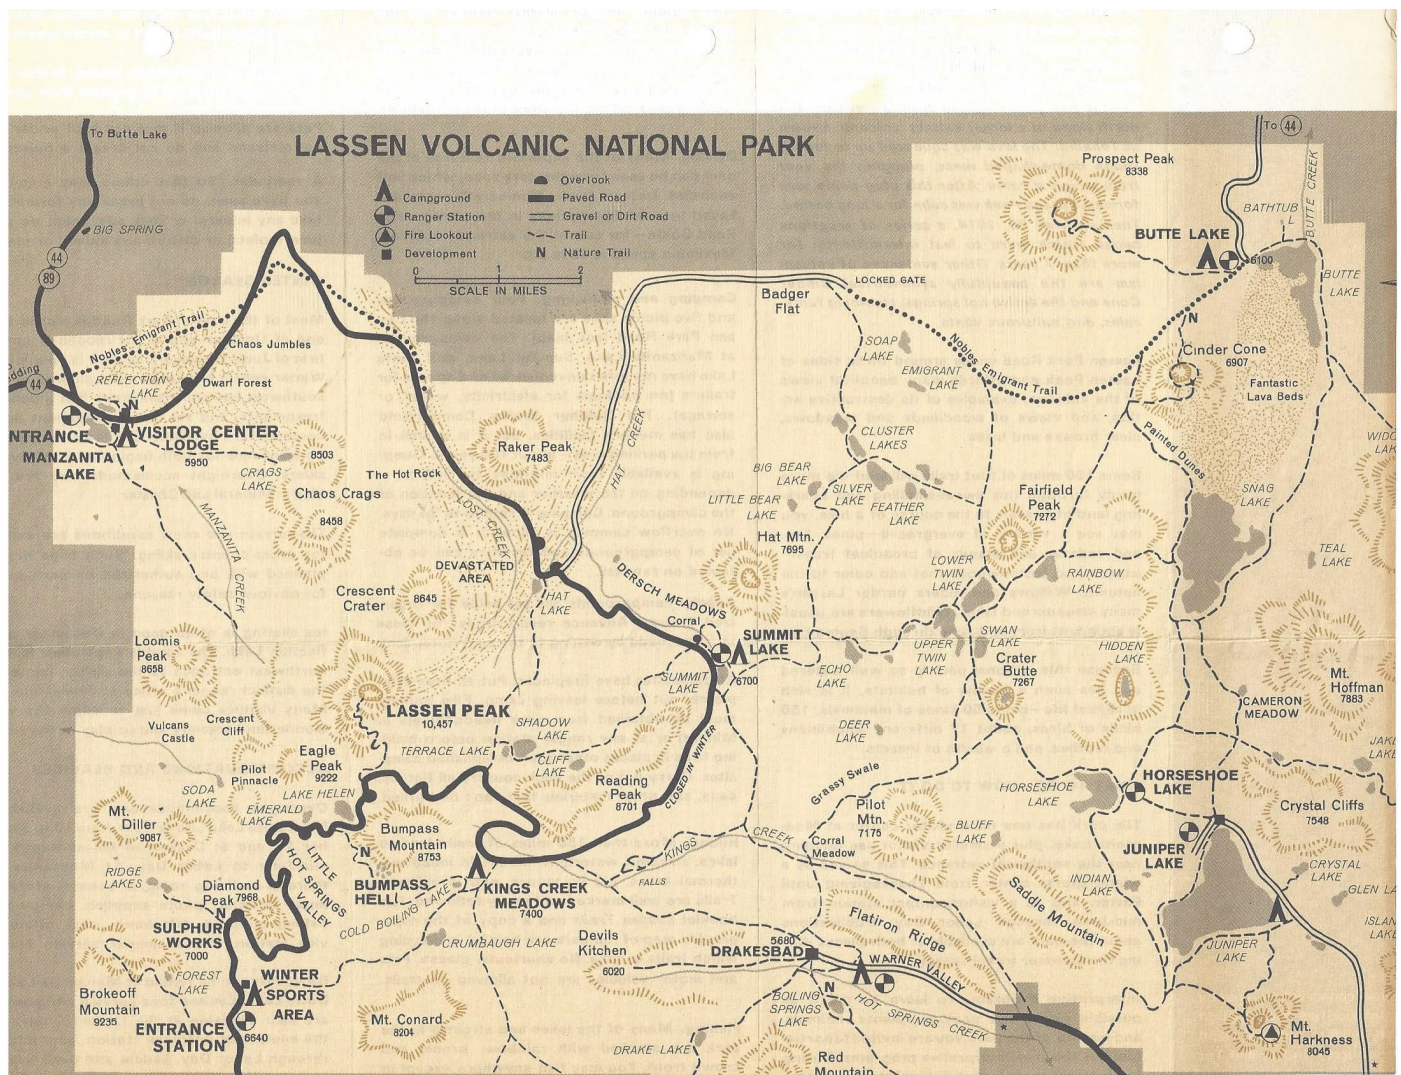 LASSEN VOLCANIC NATIONAL PARK
Campground
Ranger Station
Fire Lookout
Development
Overlook
Paved Road
Gravel or Dirt Road
Trail
N Nature Trail
0 1 2
SCALE IN MILES
To Butte Lake
BIG SPRING
44
89
Nobles Emigrant Trail
Chaos Jumbles
REFLECTION
LAKE
Dwarf Forest
44
N
VISITOR CENTER
LODGE
5950
MANZANITA
LAKE
CRAGS
LAKE
8503
Chaos Crags
8458
The Hot Rock
Raker Peak
7483
LOST CREEK
HAT CREEK
MANZANITA CREEK
DEVASTATED
AREA
Crescent
Crater
8645
HAT
LAKE
DERSCH MEADOWS
Corral
SUMMIT
LAKE
6700
SUMMIT
LAKE
Loomis
Peak
8658
LASSEN PEAK
10,457
Vulcans
Castle
Crescent
Cliff
Eagle
Peak
9222
Pilot
Pinnacle
SODA
LAKE
LAKE HELEN
EMERALD
LAKE
TERRACE LAKE
SHADOW
LAKE
CLIFF
LAKE
Reading
Peak
8701
CLOSED IN WINTER
Mt.
Diller
9087
Bumpass
Mountain
8753
N
BUMPASS
HELL
LITTLE
HOT SPRINGS
VALLEY
RIDGE
LAKES
Diamond
Peak 7968
N
SULPHUR
WORKS
7000
COLD BOILING LAKE
KINGS CREEK
MEADOWS
7400
CRUMBAUGH LAKE
KINGS CREEK
FALLS
FOREST
LAKE
WINTER
SPORTS
AREA
Brokeoff
Mountain
9235
ENTRANCE
STATION
6640
Mt. Conard
8204
Devils
Kitchen
6020
DRAKESBAD
5680
WARNER VALLEY
HOT SPRINGS CREEK
N
BOILING
SPRINGS
LAKE
DRAKE LAKE
Red
Mountain
Flatiron Ridge
Corral
Meadow
Pilot
Mtn.
7175
Grassy Swale
Saddle Mountain
BLUFF
LAKE
Badger
Flat
LOCKED GATE
SOAP
LAKE
EMIGRANT
LAKE
Nobles Emigrant Trail
CLUSTER
LAKES
BIG BEAR
LAKE
LITTLE BEAR
LAKE
SILVER
LAKE
FEATHER
LAKE
Hat Mtn.
7695
Fairfield
Peak
7272
LOWER
TWIN
LAKE
RAINBOW
LAKE
UPPER
TWIN
LAKE
SWAN
LAKE
ECHO
LAKE
Crater
Butte
7267
HIDDEN
LAKE
DEER
LAKE
HORSESHOE
LAKE
HORSESHOE
LAKE
Prospect Peak
8338
To 44
BATHTUB
L
BUTTE CREEK
BUTTE LAKE
6100
BUTTE
LAKE
N
Cinder Cone
6907
Fantastic
Lava Beds
Painted Dunes
SNAG
LAKE
TEAL
LAKE
CAMERON
MEADOW
Mt.
Hoffman
7883
Crystal Cliffs
7548
JUNIPER
LAKE
INDIAN
LAKE
CRYSTAL
LAKE
JUNIPER
LAKE
Mt.
Harkness
8045